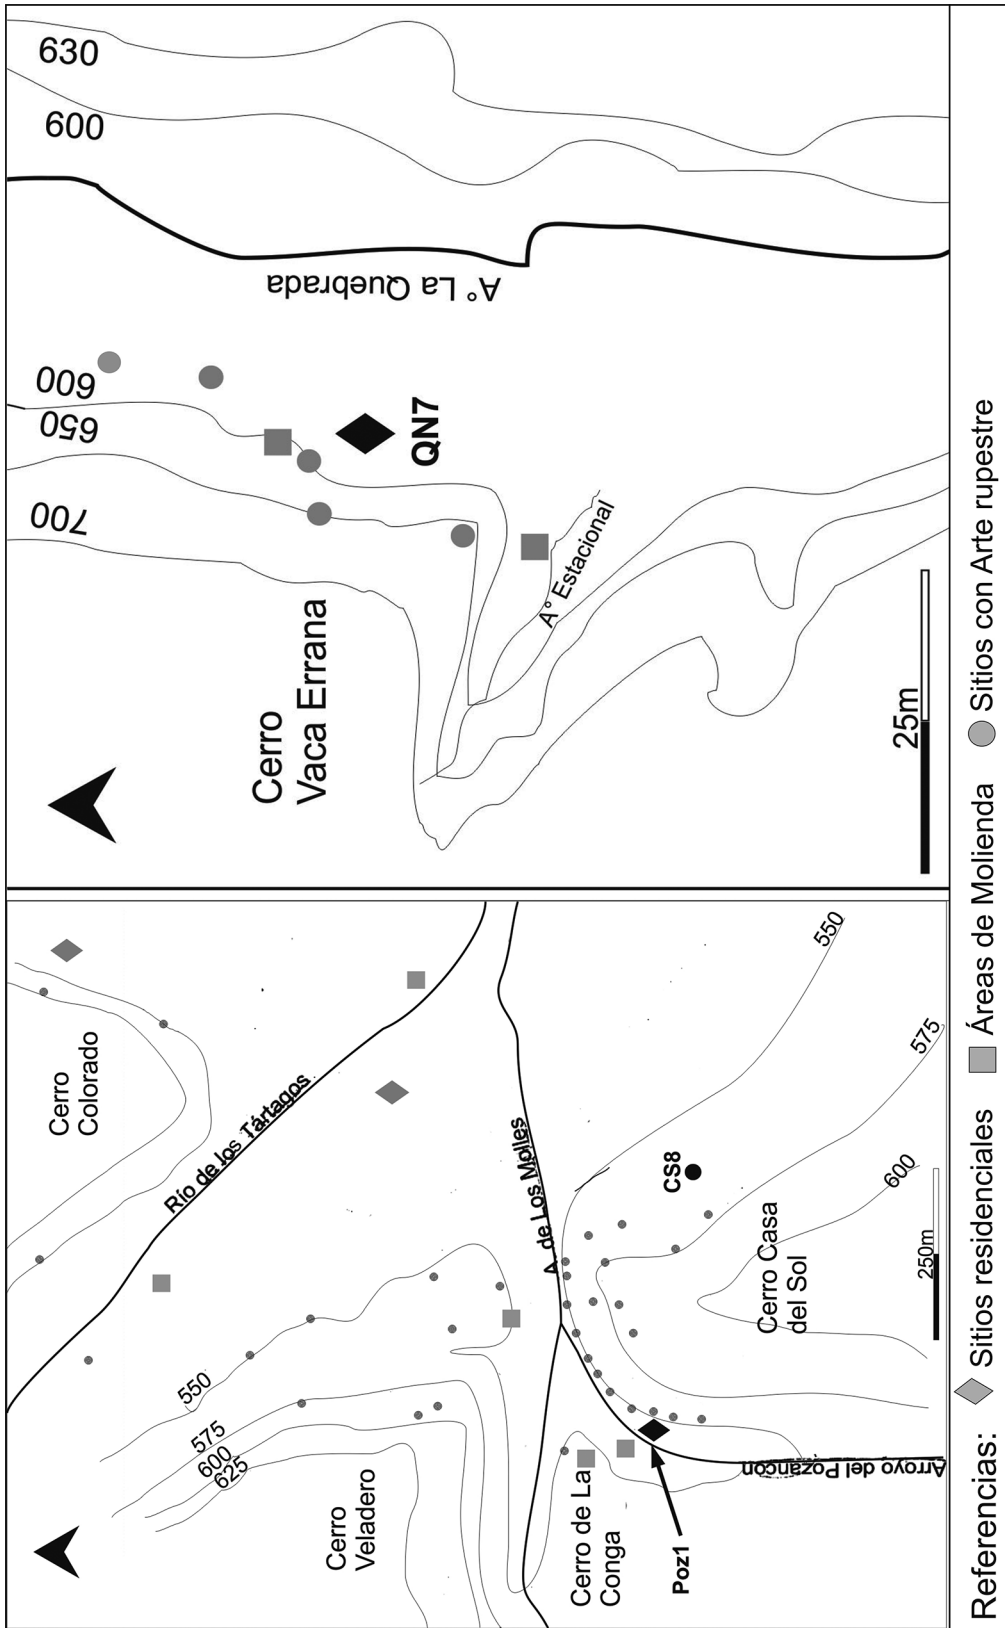 Cerro
Colorado
Río de los Tártagos
A. de Los Molles
550
575
600
625
Cerro
Veladero
Cerro de La
Conga
Poz1
Arroyo del Pozancón
CS8
Cerro Casa
del Sol
550
575
600
250m
630
600
A° La Quebrada
600
650
700
QN7
Cerro
Vaca Errana
A° Estacional
25m
Referencias: Sitios residenciales Áreas de Molienda Sitios con Arte rupestre